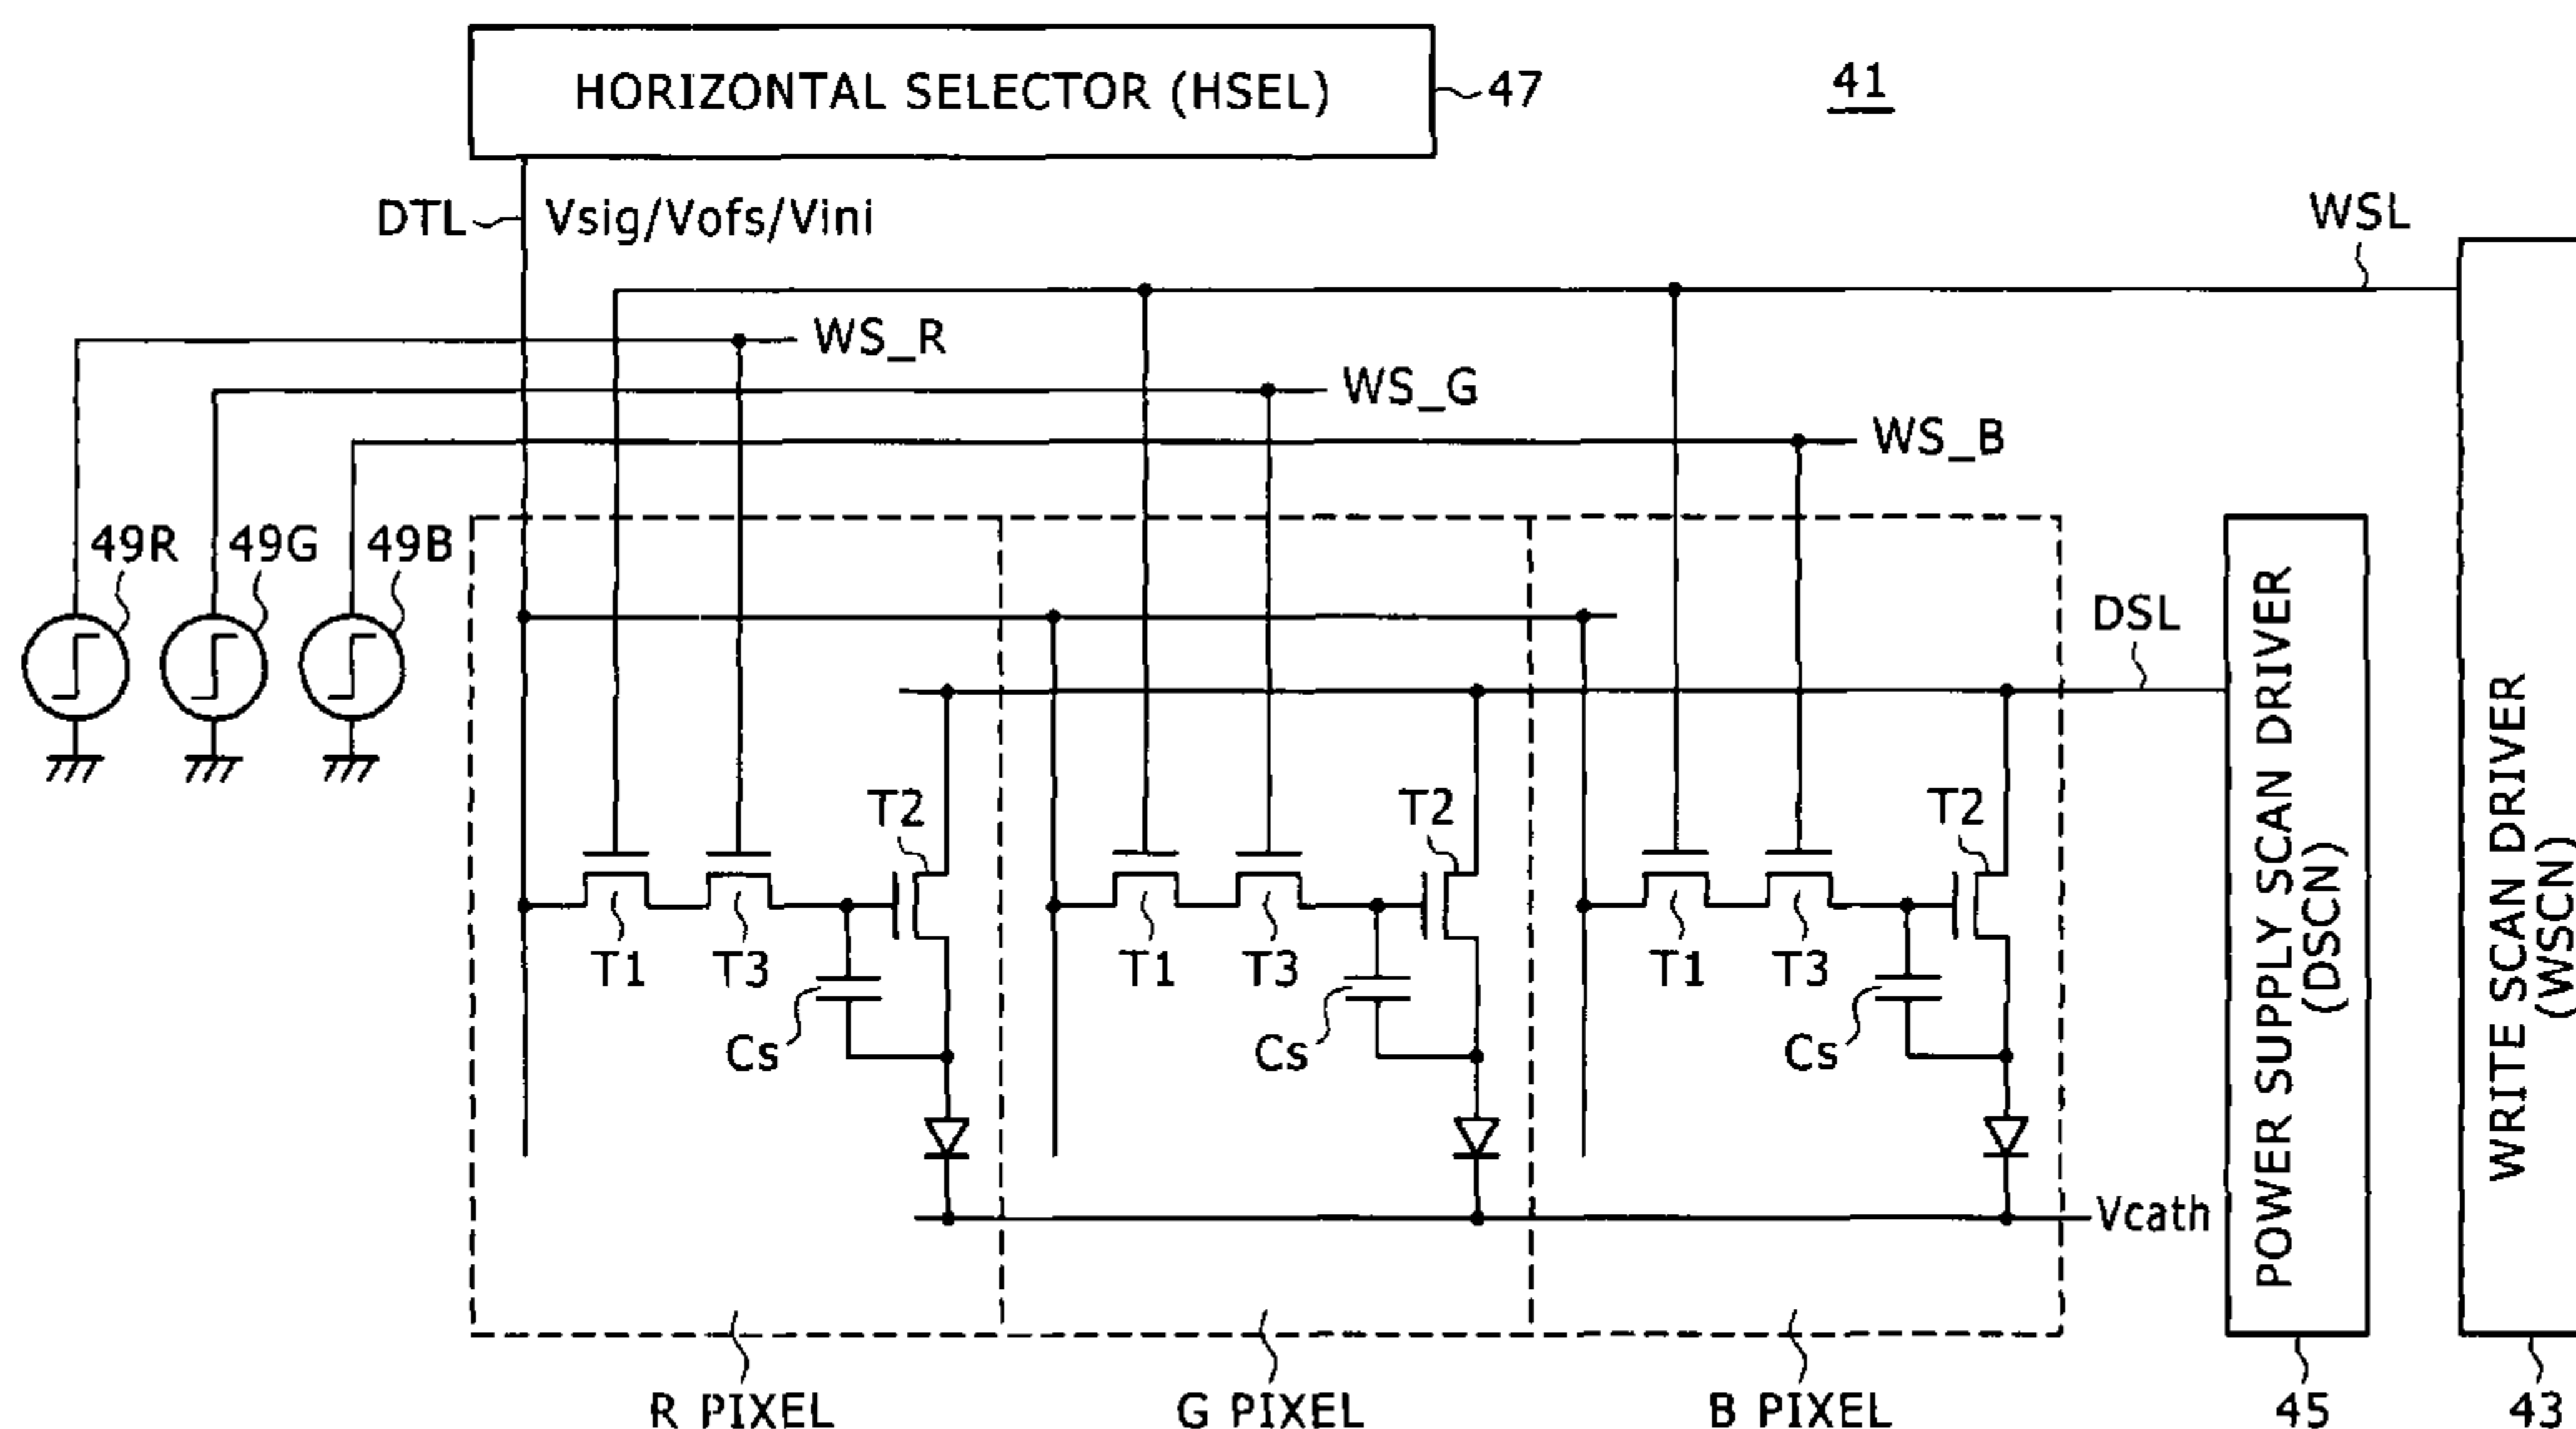 HORIZONTAL SELECTOR (HSEL)
47
41
DTL
Vsig/Vofs/Vini
WSL
WS_R
WS_G
WS_B
49R
49G
49B
DSL
T2
T2
T2
T1
T3
T1
T3
T1
T3
Cs
Cs
Cs
Vcath
POWER SUPPLY SCAN DRIVER
(DSCN)
WRITE SCAN DRIVER
(WSCN)
R PIXEL
G PIXEL
B PIXEL
45
43